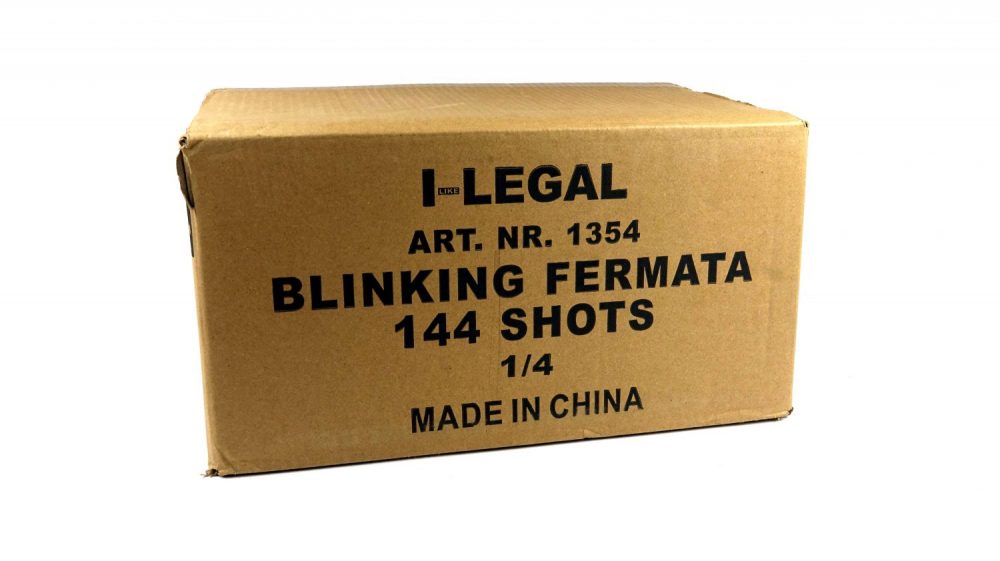 I LIKE LEGAL
ART. NR. 1354
BLINKING FERMATA
144 SHOTS
1/4
MADE IN CHINA